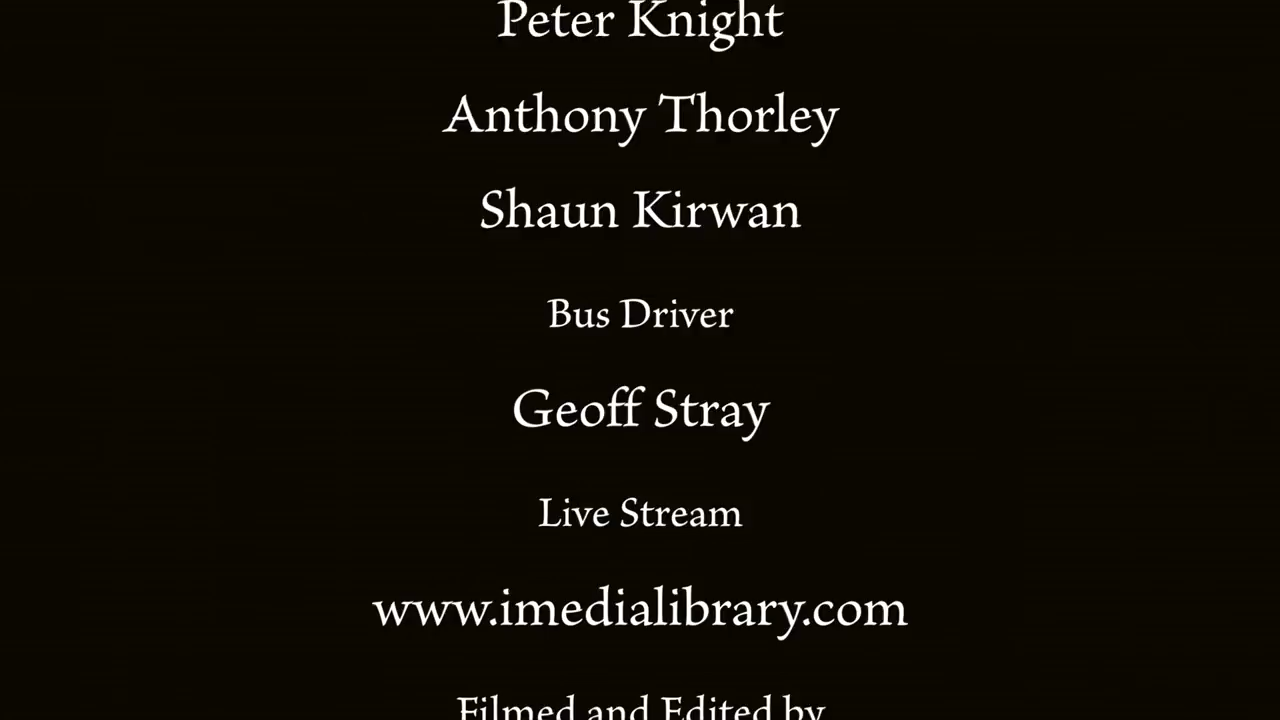 Peter Knight
Anthony Thorley
Shaun Kirwan
Bus Driver
Geoff Stray
Live Stream
www.imedialibrary.com
Filmed and Edited by